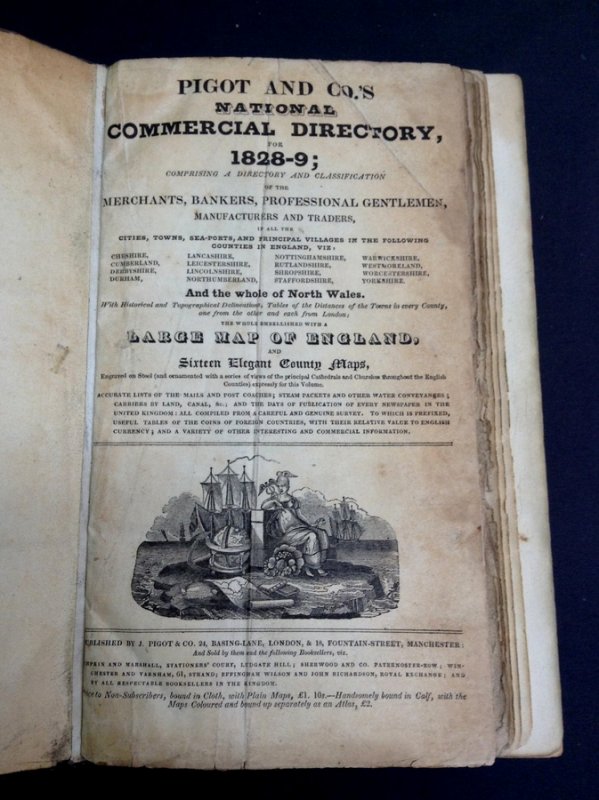 PIGOT AND CO.'S
NATIONAL
COMMERCIAL DIRECTORY,
FOR
1828-9;
COMPRISING A DIRECTORY AND CLASSIFICATION
OF THE
MERCHANTS, BANKERS, PROFESSIONAL GENTLEMEN,
MANUFACTURERS AND TRADERS,
IN ALL THE
CITIES, TOWNS, SEA-PORTS, AND PRINCIPAL VILLAGES IN THE FOLLOWING
COUNTIES IN ENGLAND, VIZ:
CHESHIRE, LANCASHIRE, NOTTINGHAMSHIRE, WARWICKSHIRE,
CUMBERLAND, LEICESTERSHIRE, RUTLANDSHIRE, WESTMORELAND,
DERBYSHIRE, LINCOLNSHIRE, SHROPSHIRE, WORCESTERSHIRE,
DURHAM, NORTHUMBERLAND, STAFFORDSHIRE, YORKSHIRE.
And the whole of North Wales.
With Historical and Topographical Delineations; Tables of the Distances of the Towns in every County,
one from the other and each from London;
THE WHOLE EMBELLISHED WITH A
LARGE MAP OF ENGLAND,
AND
Sixteen Elegant County Maps,
Engraved on Steel (and ornamented with a series of views of the principal Cathedrals and Churches throughout the English
Counties) expressly for this Volume.
ACCURATE LISTS OF THE MAILS AND POST COACHES; STEAM PACKETS AND OTHER WATER CONVEYANCES;
CARRIERS BY LAND, CANAL, &c.; AND THE DAYS OF PUBLICATION OF EVERY NEWSPAPER IN THE
UNITED KINGDOM: ALL COMPILED FROM A CAREFUL AND GENUINE SURVEY. TO WHICH IS PREFIXED,
USEFUL TABLES OF THE COINS OF FOREIGN COUNTRIES, WITH THEIR RELATIVE VALUE TO ENGLISH
CURRENCY; AND A VARIETY OF OTHER INTERESTING AND COMMERCIAL INFORMATION.
PUBLISHED BY J. PIGOT & CO. 24, BASING-LANE, LONDON, & 18, FOUNTAIN-STREET, MANCHESTER:
And Sold by them and the following Booksellers, viz.
MPKIN AND MARSHALL, STATIONERS' COURT, LUDGATE HILL; SHERWOOD AND CO. PATERNOSTER-ROW; WIN-
CHESTER AND VARNHAM, 61, STRAND; EFFINGHAM WILSON AND JOHN RICHARDSON, ROYAL EXCHANGE; AND
BY ALL RESPECTABLE BOOKSELLERS IN THE KINGDOM.
to Non-Subscribers, bound in Cloth, with Plain Maps, £1. 10s.—Handsomely bound in Calf, with the
Maps Coloured and bound up separately as an Atlas, £2.